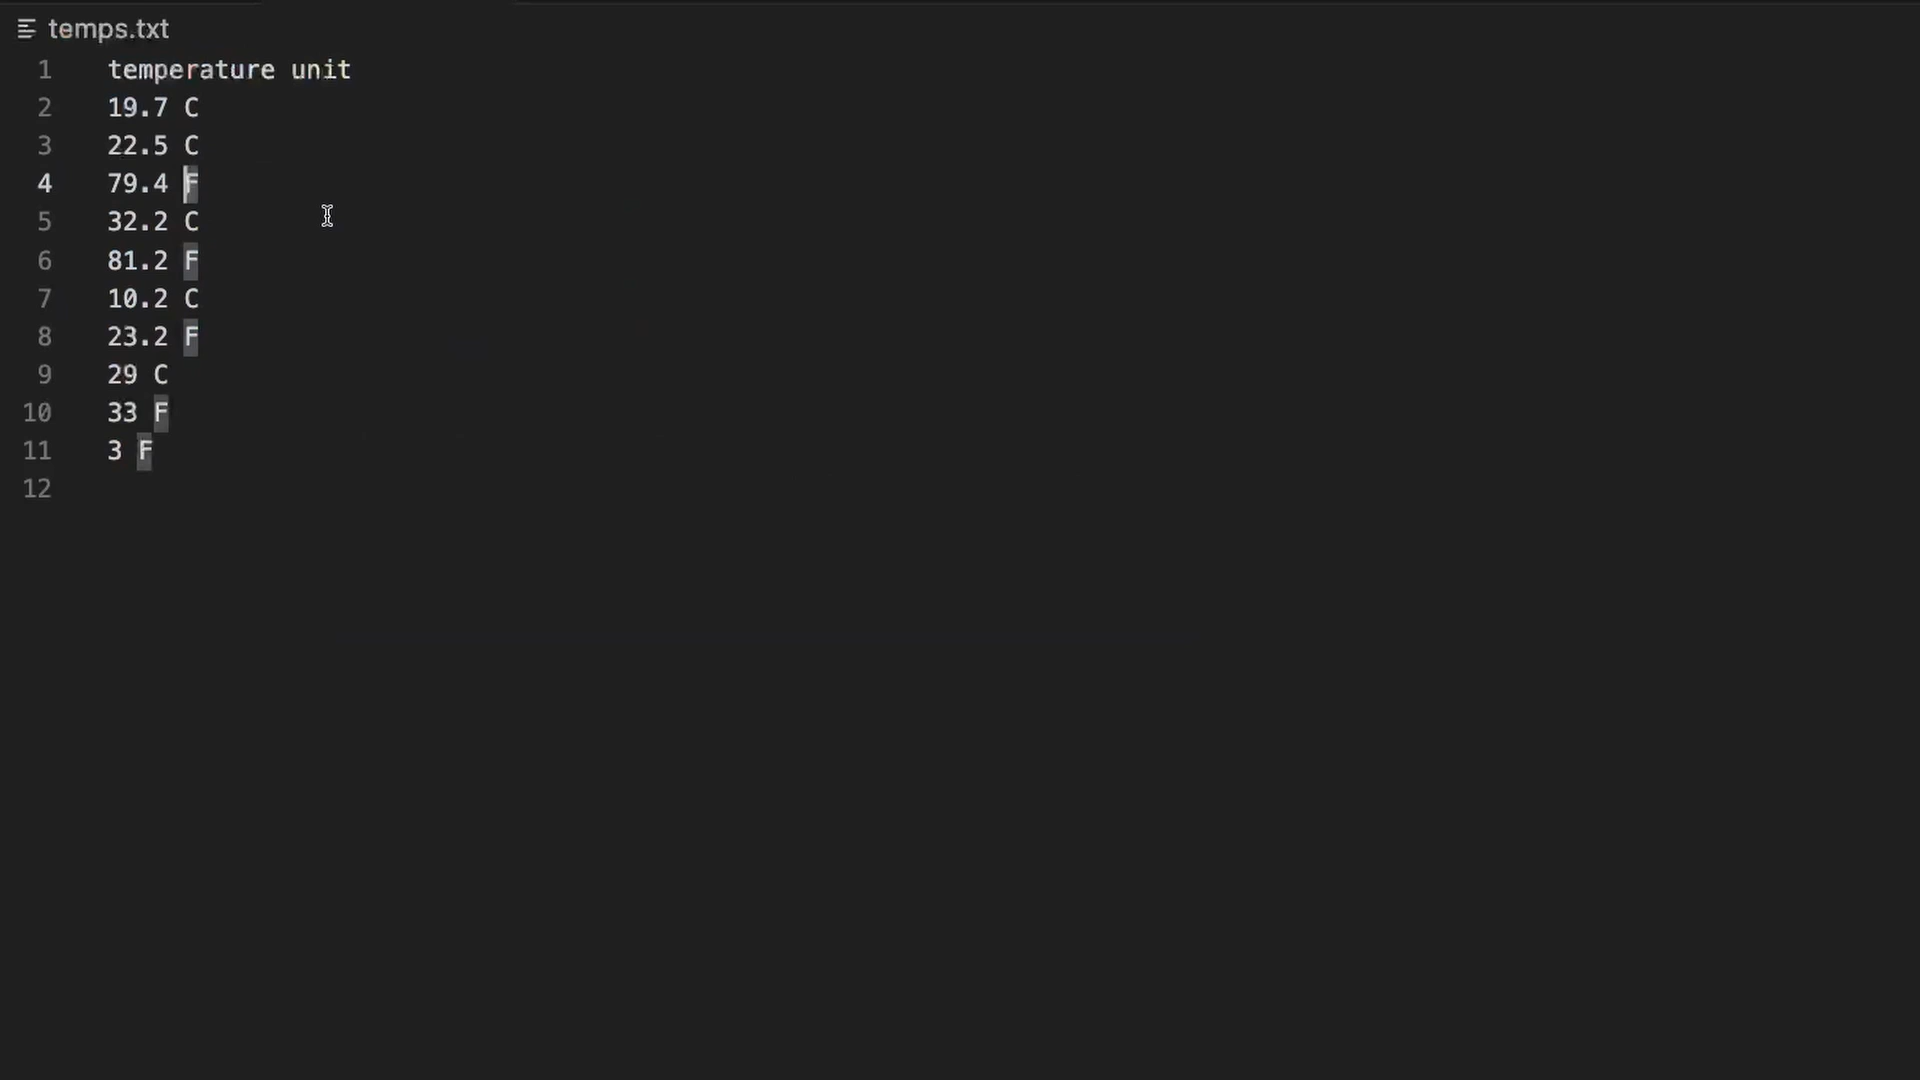 temps.txt
1 temperature unit
2 19.7 C
3 22.5 C
4 79.4 F
5 32.2 C
6 81.2 F
7 10.2 C
8 23.2 F
9 29 C
10 33 F
11 3 F
12